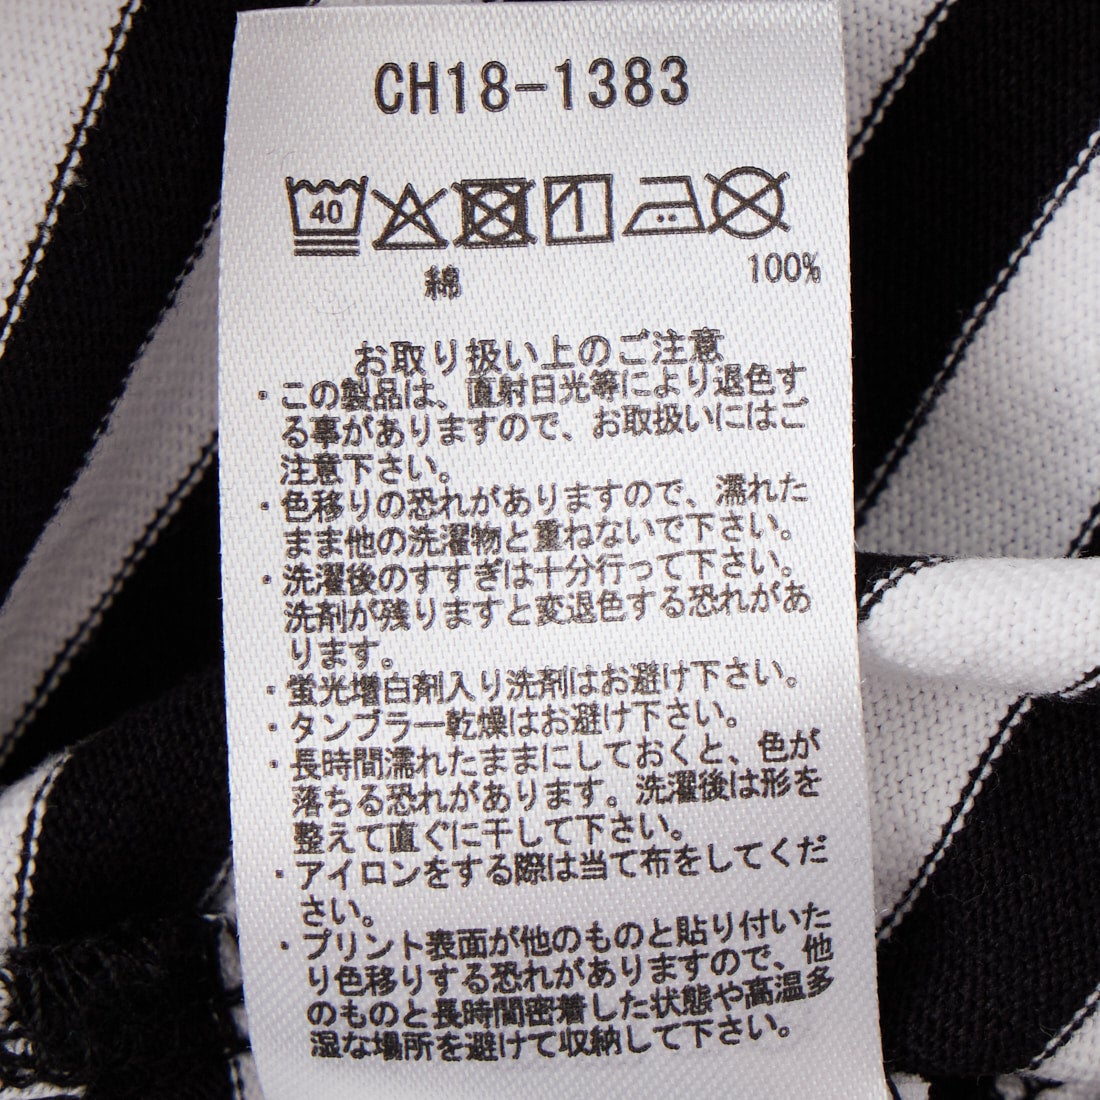 CH18-1383
40
綿 100%
お取り扱い上のご注意
・この製品は、直射日光等により退色す
る事がありますので、お取扱いにはご
注意下さい。
・色移りの恐れがありますので、濡れた
まま他の洗濯物と重ねないで下さい。
・洗濯後のすすぎは十分行って下さい。
洗剤が残りますと変退色する恐れがあ
ります。
・蛍光増白剤入り洗剤はお避け下さい。
・タンブラー乾燥はお避け下さい。
・長時間濡れたままにしておくと、色が
落ちる恐れがあります。洗濯後は形を
整えて直ぐに干して下さい。
・アイロンをする際は当て布をしてくだ
さい。
・プリント表面が他のものと貼り付いた
り色移りする恐れがありますので、他
のものと長時間密着した状態や高温多
湿な場所を避けて収納して下さい。